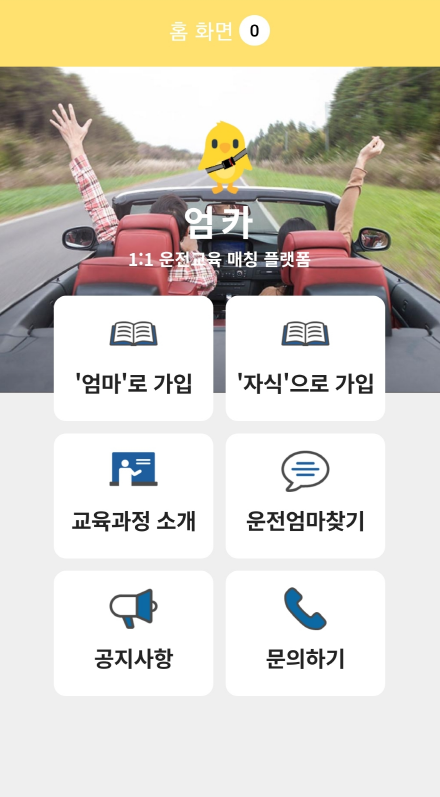 홈 화면 0
엄카
1:1 운전교육 매칭 플랫폼
'엄마'로 가입
'자식'으로 가입
교육과정 소개
운전엄마찾기
공지사항
문의하기